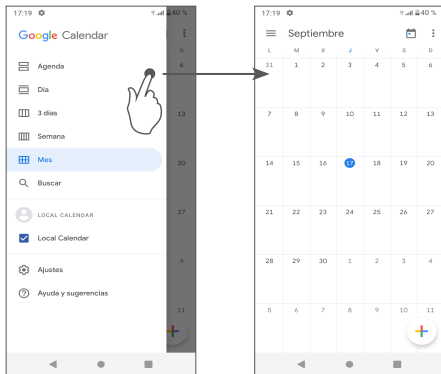 17:19 40 %
Google Calendar
D
Agenda 6
Día
3 días 13
Semana
Mes 20
Buscar
LOCAL CALENDAR 27
Local Calendar
Ajustes 4
Ayuda y sugerencias
11
17:19 40 %
Septiembre
L M X J V S D
31 1 2 3 4 5 6
7 8 9 10 11 12 13
14 15 16 17 18 19 20
21 22 23 24 25 26 27
28 29 30 1 2 3 4
5 6 7 8 9 10 11